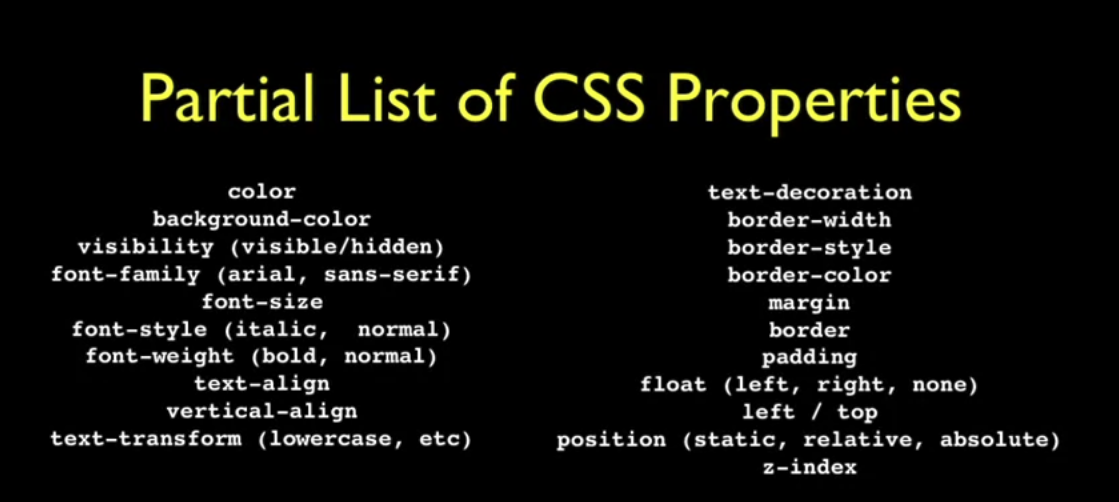 Partial List of CSS Properties
color
background-color
visibility (visible/hidden)
font-family (arial, sans-serif)
font-size
font-style (italic,  normal)
font-weight (bold, normal)
text-align
vertical-align
text-transform (lowercase, etc)
text-decoration
border-width
border-style
border-color
margin
border
padding
float (left, right, none)
left / top
position (static, relative, absolute)
z-index